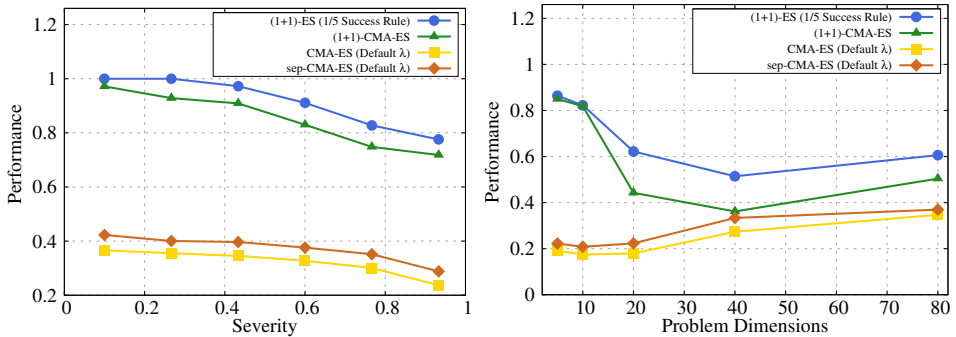 (1+1)-ES (1/5 Success Rule)
(1+1)-CMA-ES
CMA-ES (Default λ)
sep-CMA-ES (Default λ)
1.2
1
0.8
0.6
0.4
0.2
Performance
0 0.2 0.4 0.6 0.8 1
Severity
(1+1)-ES (1/5 Success Rule)
(1+1)-CMA-ES
CMA-ES (Default λ)
sep-CMA-ES (Default λ)
1.2
1
0.8
0.6
0.4
0.2
0
Performance
10 20 30 40 50 60 70 80
Problem Dimensions